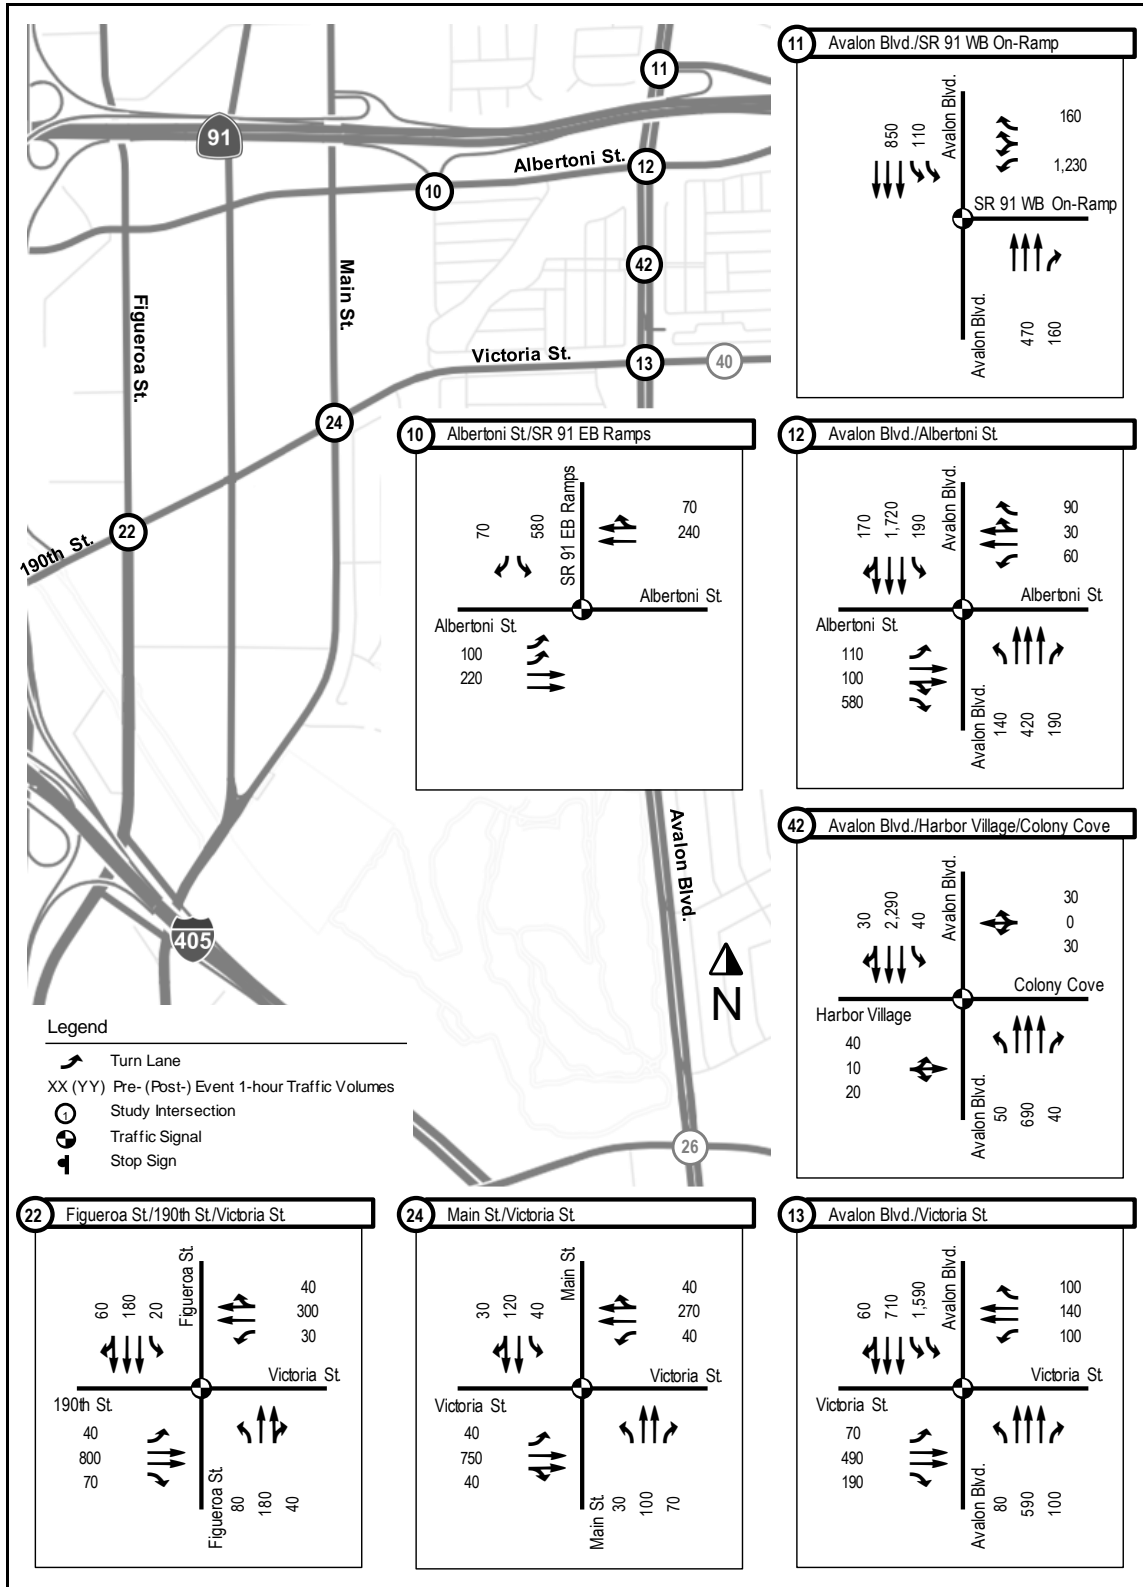 11
91
Albertoni St.
12
10
42
Main St.
Figueroa St.
Victoria St.
13
40
24
22
190th St.
405
Avalon Blvd.
N
26
Legend
Turn Lane
XX (YY) Pre- (Post-) Event 1-hour Traffic Volumes
1 Study Intersection
Traffic Signal
Stop Sign
11 Avalon Blvd./SR 91 WB On-Ramp
850
110
Avalon Blvd.
160
1,230
SR 91 WB On-Ramp
Avalon Blvd.
470
160
10 Albertoni St./SR 91 EB Ramps
70
580
SR 91 EB Ramps
70
240
Albertoni St.
Albertoni St.
100
220
12 Avalon Blvd./Albertoni St.
170
1,720
190
Avalon Blvd.
90
30
60
Albertoni St.
Albertoni St.
110
100
580
Avalon Blvd.
140
420
190
42 Avalon Blvd./Harbor Village/Colony Cove
30
2,290
40
Avalon Blvd.
30
0
30
Colony Cove
Harbor Village
40
10
20
Avalon Blvd.
50
690
40
22 Figueroa St./190th St./Victoria St.
60
180
20
Figueroa St.
40
300
30
Victoria St.
190th St.
40
800
70
Figueroa St.
80
180
40
24 Main St./Victoria St.
30
120
40
Main St.
40
270
40
Victoria St.
Victoria St.
40
750
40
Main St.
30
100
70
13 Avalon Blvd./Victoria St.
60
710
1,590
Avalon Blvd.
100
140
100
Victoria St.
Victoria St.
70
490
190
Avalon Blvd.
80
590
100